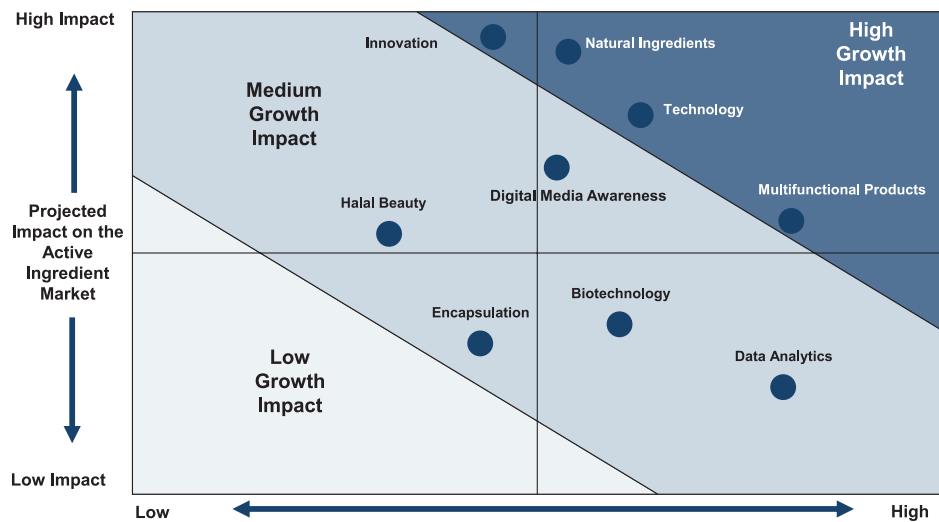 High Impact
Innovation
Natural Ingredients
High
Growth
Impact
Medium
Growth
Impact
Technology
Digital Media Awareness
Multifunctional Products
Halal Beauty
Projected
Impact on the
Active
Ingredient
Market
Encapsulation
Biotechnology
Data Analytics
Low
Growth
Impact
Low Impact
Low
High